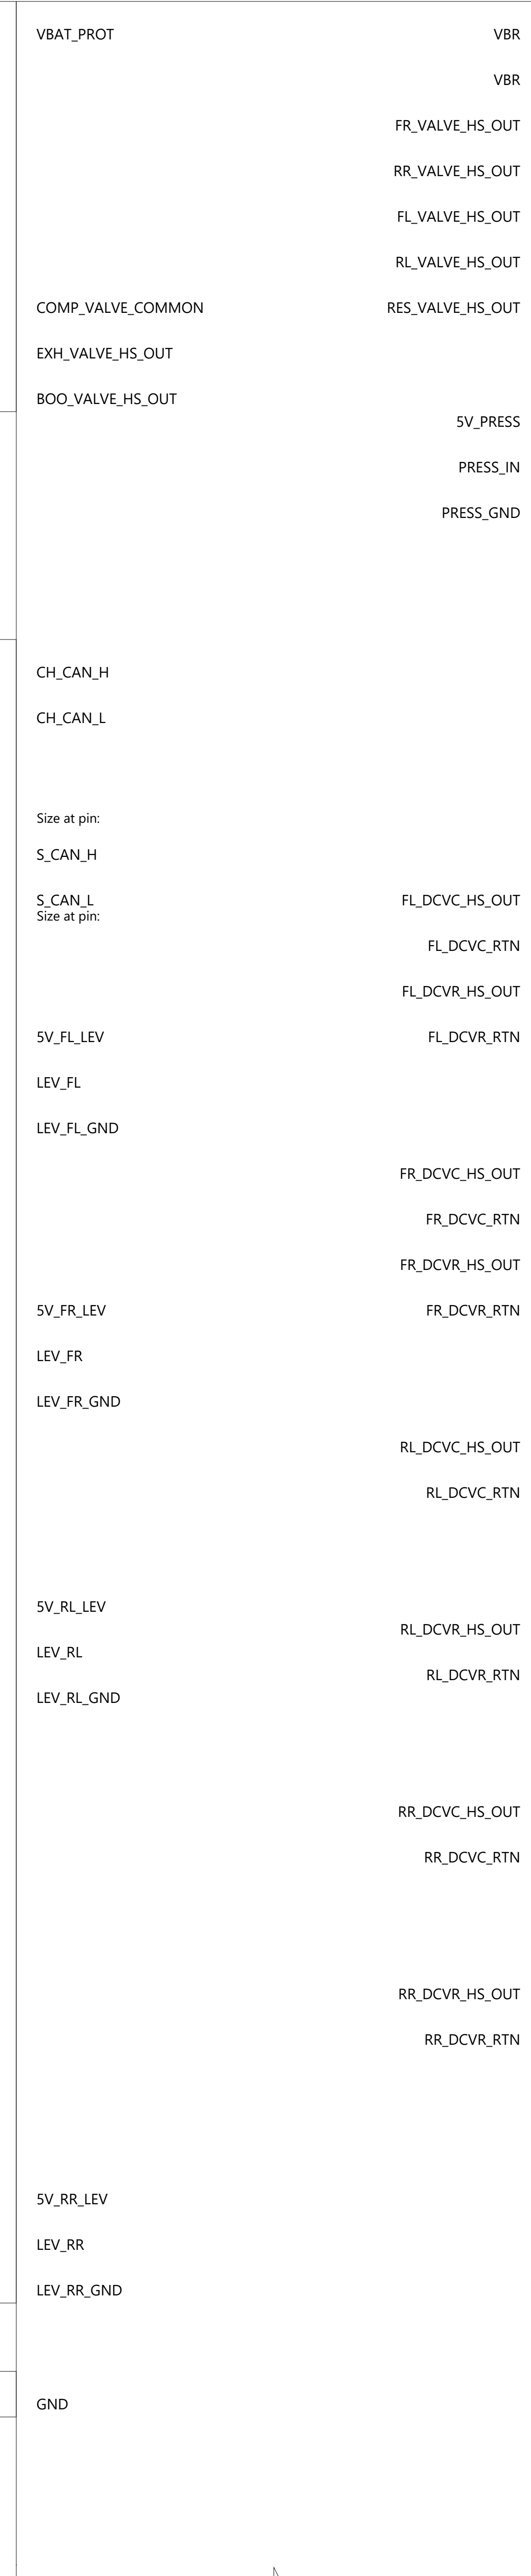 VBAT_PROT VBR
VBR
FR_VALVE_HS_OUT
RR_VALVE_HS_OUT
FL_VALVE_HS_OUT
RL_VALVE_HS_OUT
COMP_VALVE_COMMON RES_VALVE_HS_OUT
EXH_VALVE_HS_OUT
BOO_VALVE_HS_OUT
5V_PRESS
PRESS_IN
PRESS_GND
CH_CAN_H
CH_CAN_L
Size at pin:
S_CAN_H
S_CAN_L FL_DCVC_HS_OUT
Size at pin:
FL_DCVC_RTN
FL_DCVR_HS_OUT
5V_FL_LEV FL_DCVR_RTN
LEV_FL
LEV_FL_GND
FR_DCVC_HS_OUT
FR_DCVC_RTN
FR_DCVR_HS_OUT
5V_FR_LEV FR_DCVR_RTN
LEV_FR
LEV_FR_GND
RL_DCVC_HS_OUT
RL_DCVC_RTN
5V_RL_LEV
RL_DCVR_HS_OUT
LEV_RL
RL_DCVR_RTN
LEV_RL_GND
RR_DCVC_HS_OUT
RR_DCVC_RTN
RR_DCVR_HS_OUT
RR_DCVR_RTN
5V_RR_LEV
LEV_RR
LEV_RR_GND
GND